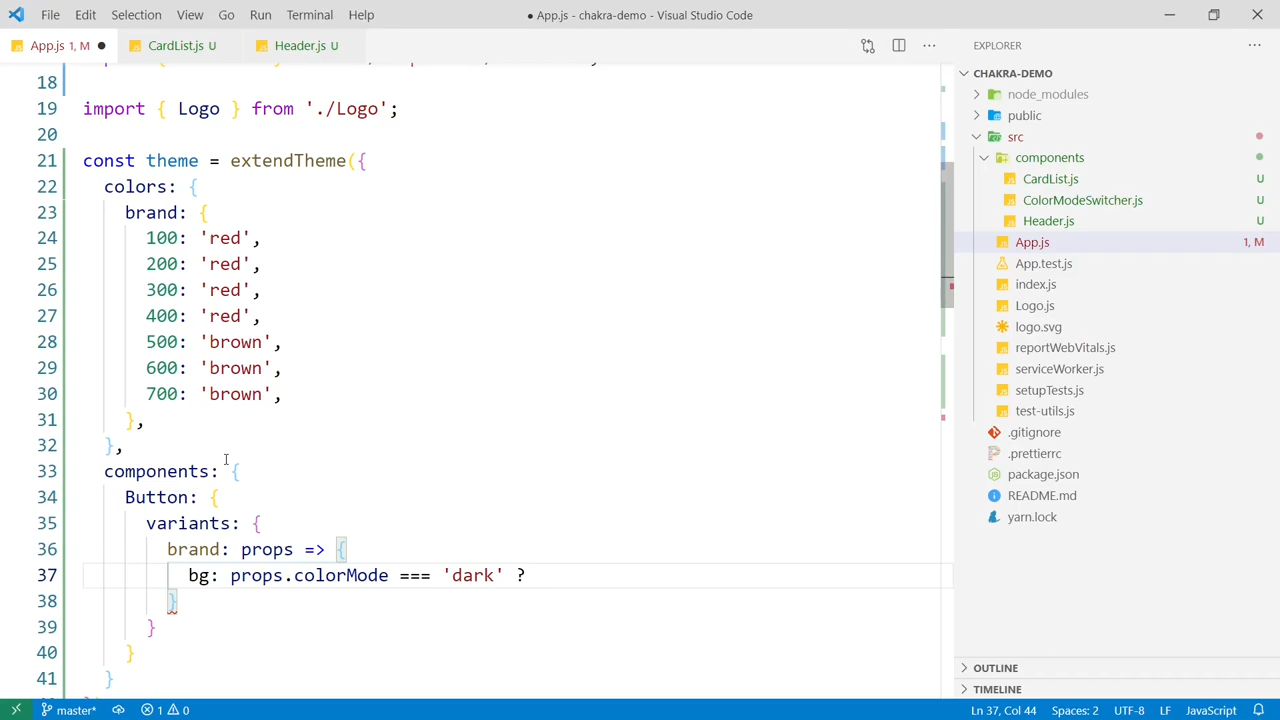 File Edit Selection View Go Run Terminal Help
● App.js - chakra-demo - Visual Studio Code
App.js 1, M ●
CardList.js U
Header.js U
18
19 import { Logo } from './Logo';
20
21 const theme = extendTheme({
22 colors: {
23 brand: {
24 100: 'red',
25 200: 'red',
26 300: 'red',
27 400: 'red',
28 500: 'brown',
29 600: 'brown',
30 700: 'brown',
31 },
32 },
33 components: {
34 Button: {
35 variants: {
36 brand: props => {
37 bg: props.colorMode === 'dark' ?
38 }
39 }
40 }
41 }
EXPLORER
CHAKRA-DEMO
node_modules
public
src
components
CardList.js U
ColorModeSwitcher.js U
Header.js U
App.js 1, M
App.test.js
index.js
Logo.js
logo.svg
reportWebVitals.js
serviceWorker.js
setupTests.js
test-utils.js
.gitignore
.prettierrc
package.json
README.md
yarn.lock
OUTLINE
TIMELINE
master* 1 0
Ln 37, Col 44 Spaces: 2 UTF-8 LF JavaScript